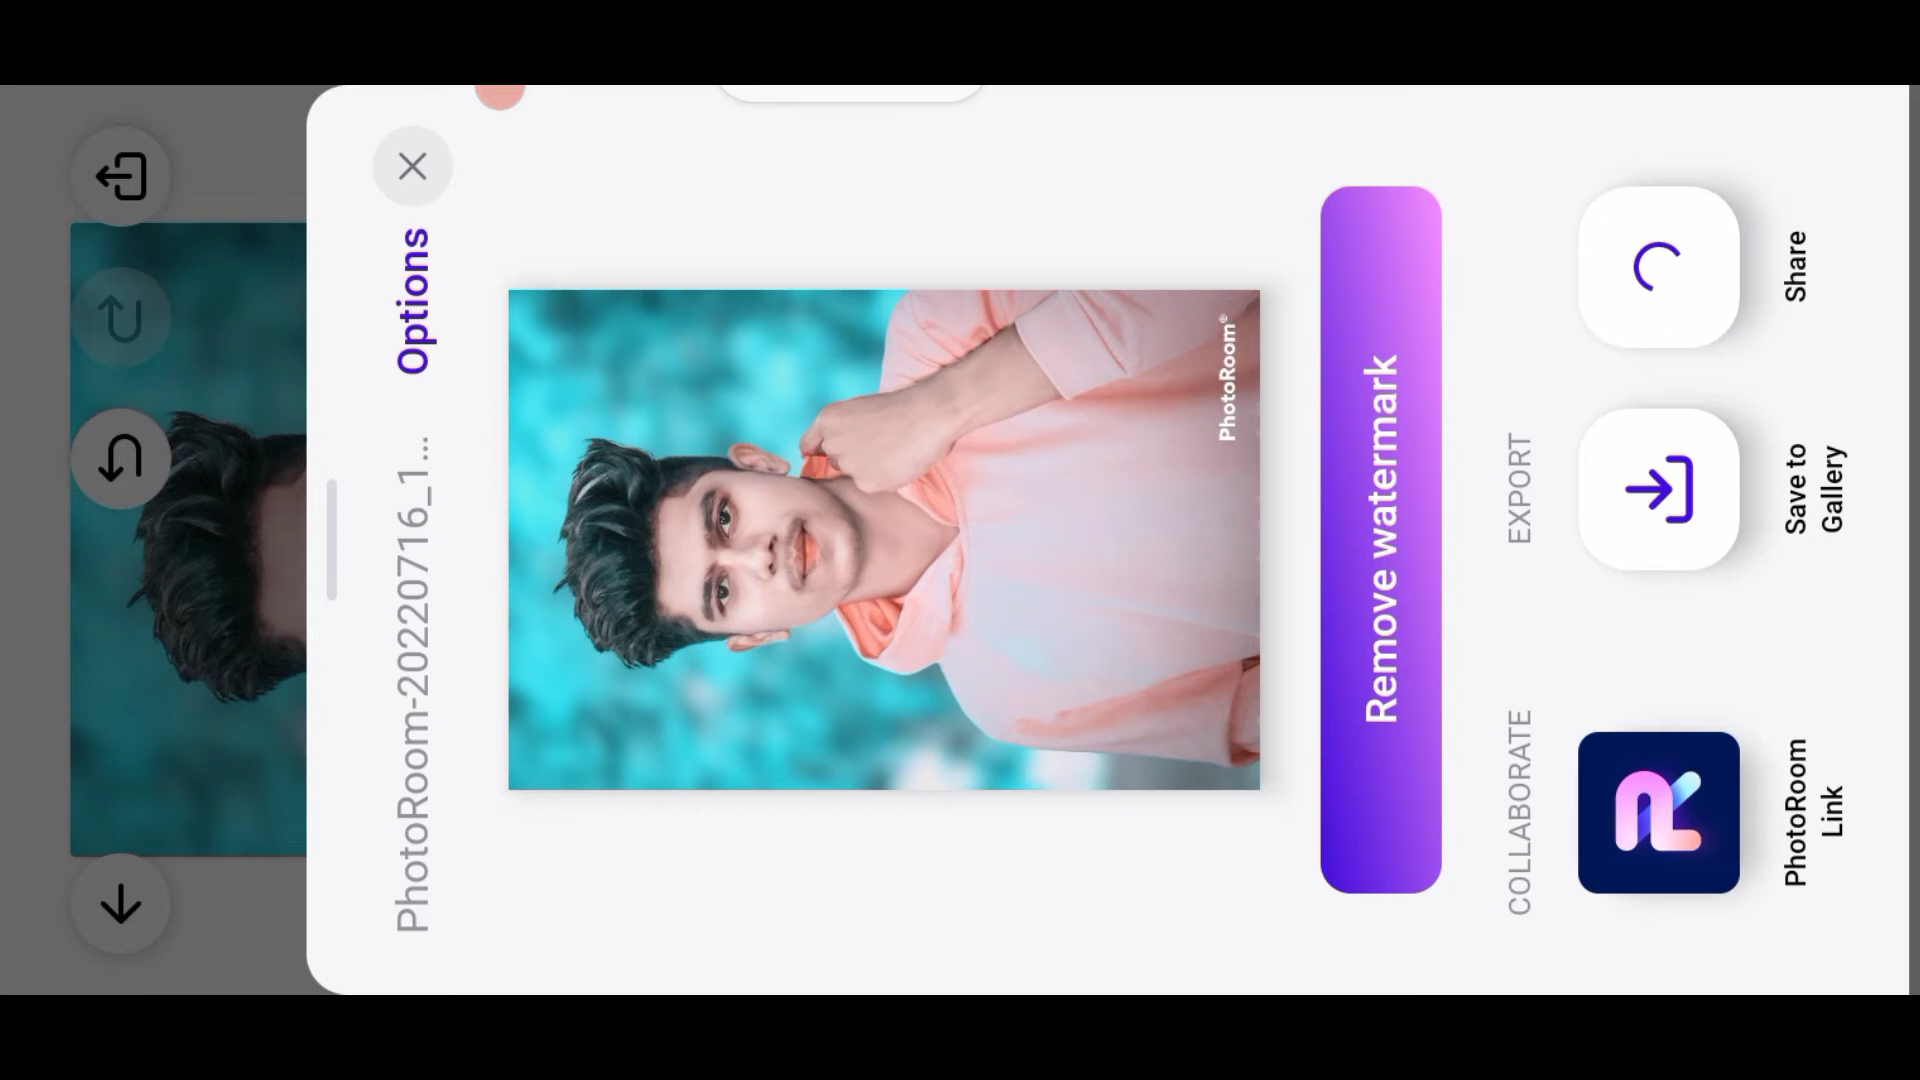 PhotoRoom-20220716_1... Options
PhotoRoom®
Remove watermark
COLLABORATE EXPORT
PhotoRoom
Link
Save to
Gallery
Share